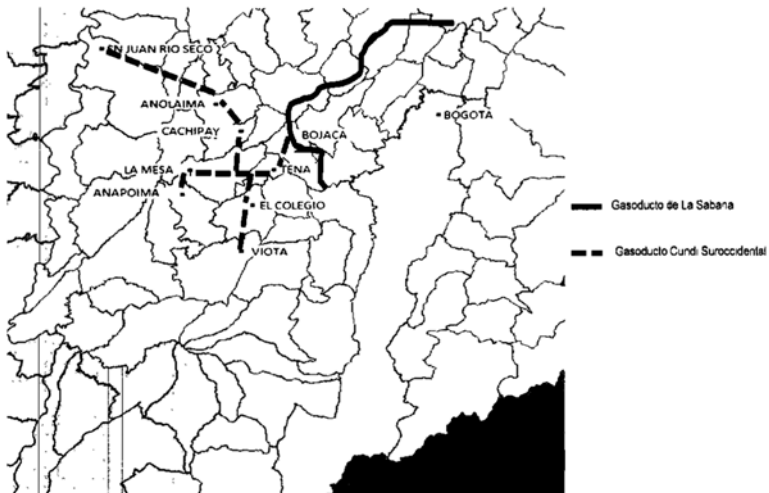 SN JUAN RIO SECO
ANOLAIMA
BOGOTA
CACHIPAY
BOJACA
LA MESA
TENA
ANAPOIMA
EL COLEGIO
VIOTA
Gasoducto de La Sabana
Gasoducto Cundi Suroccidental